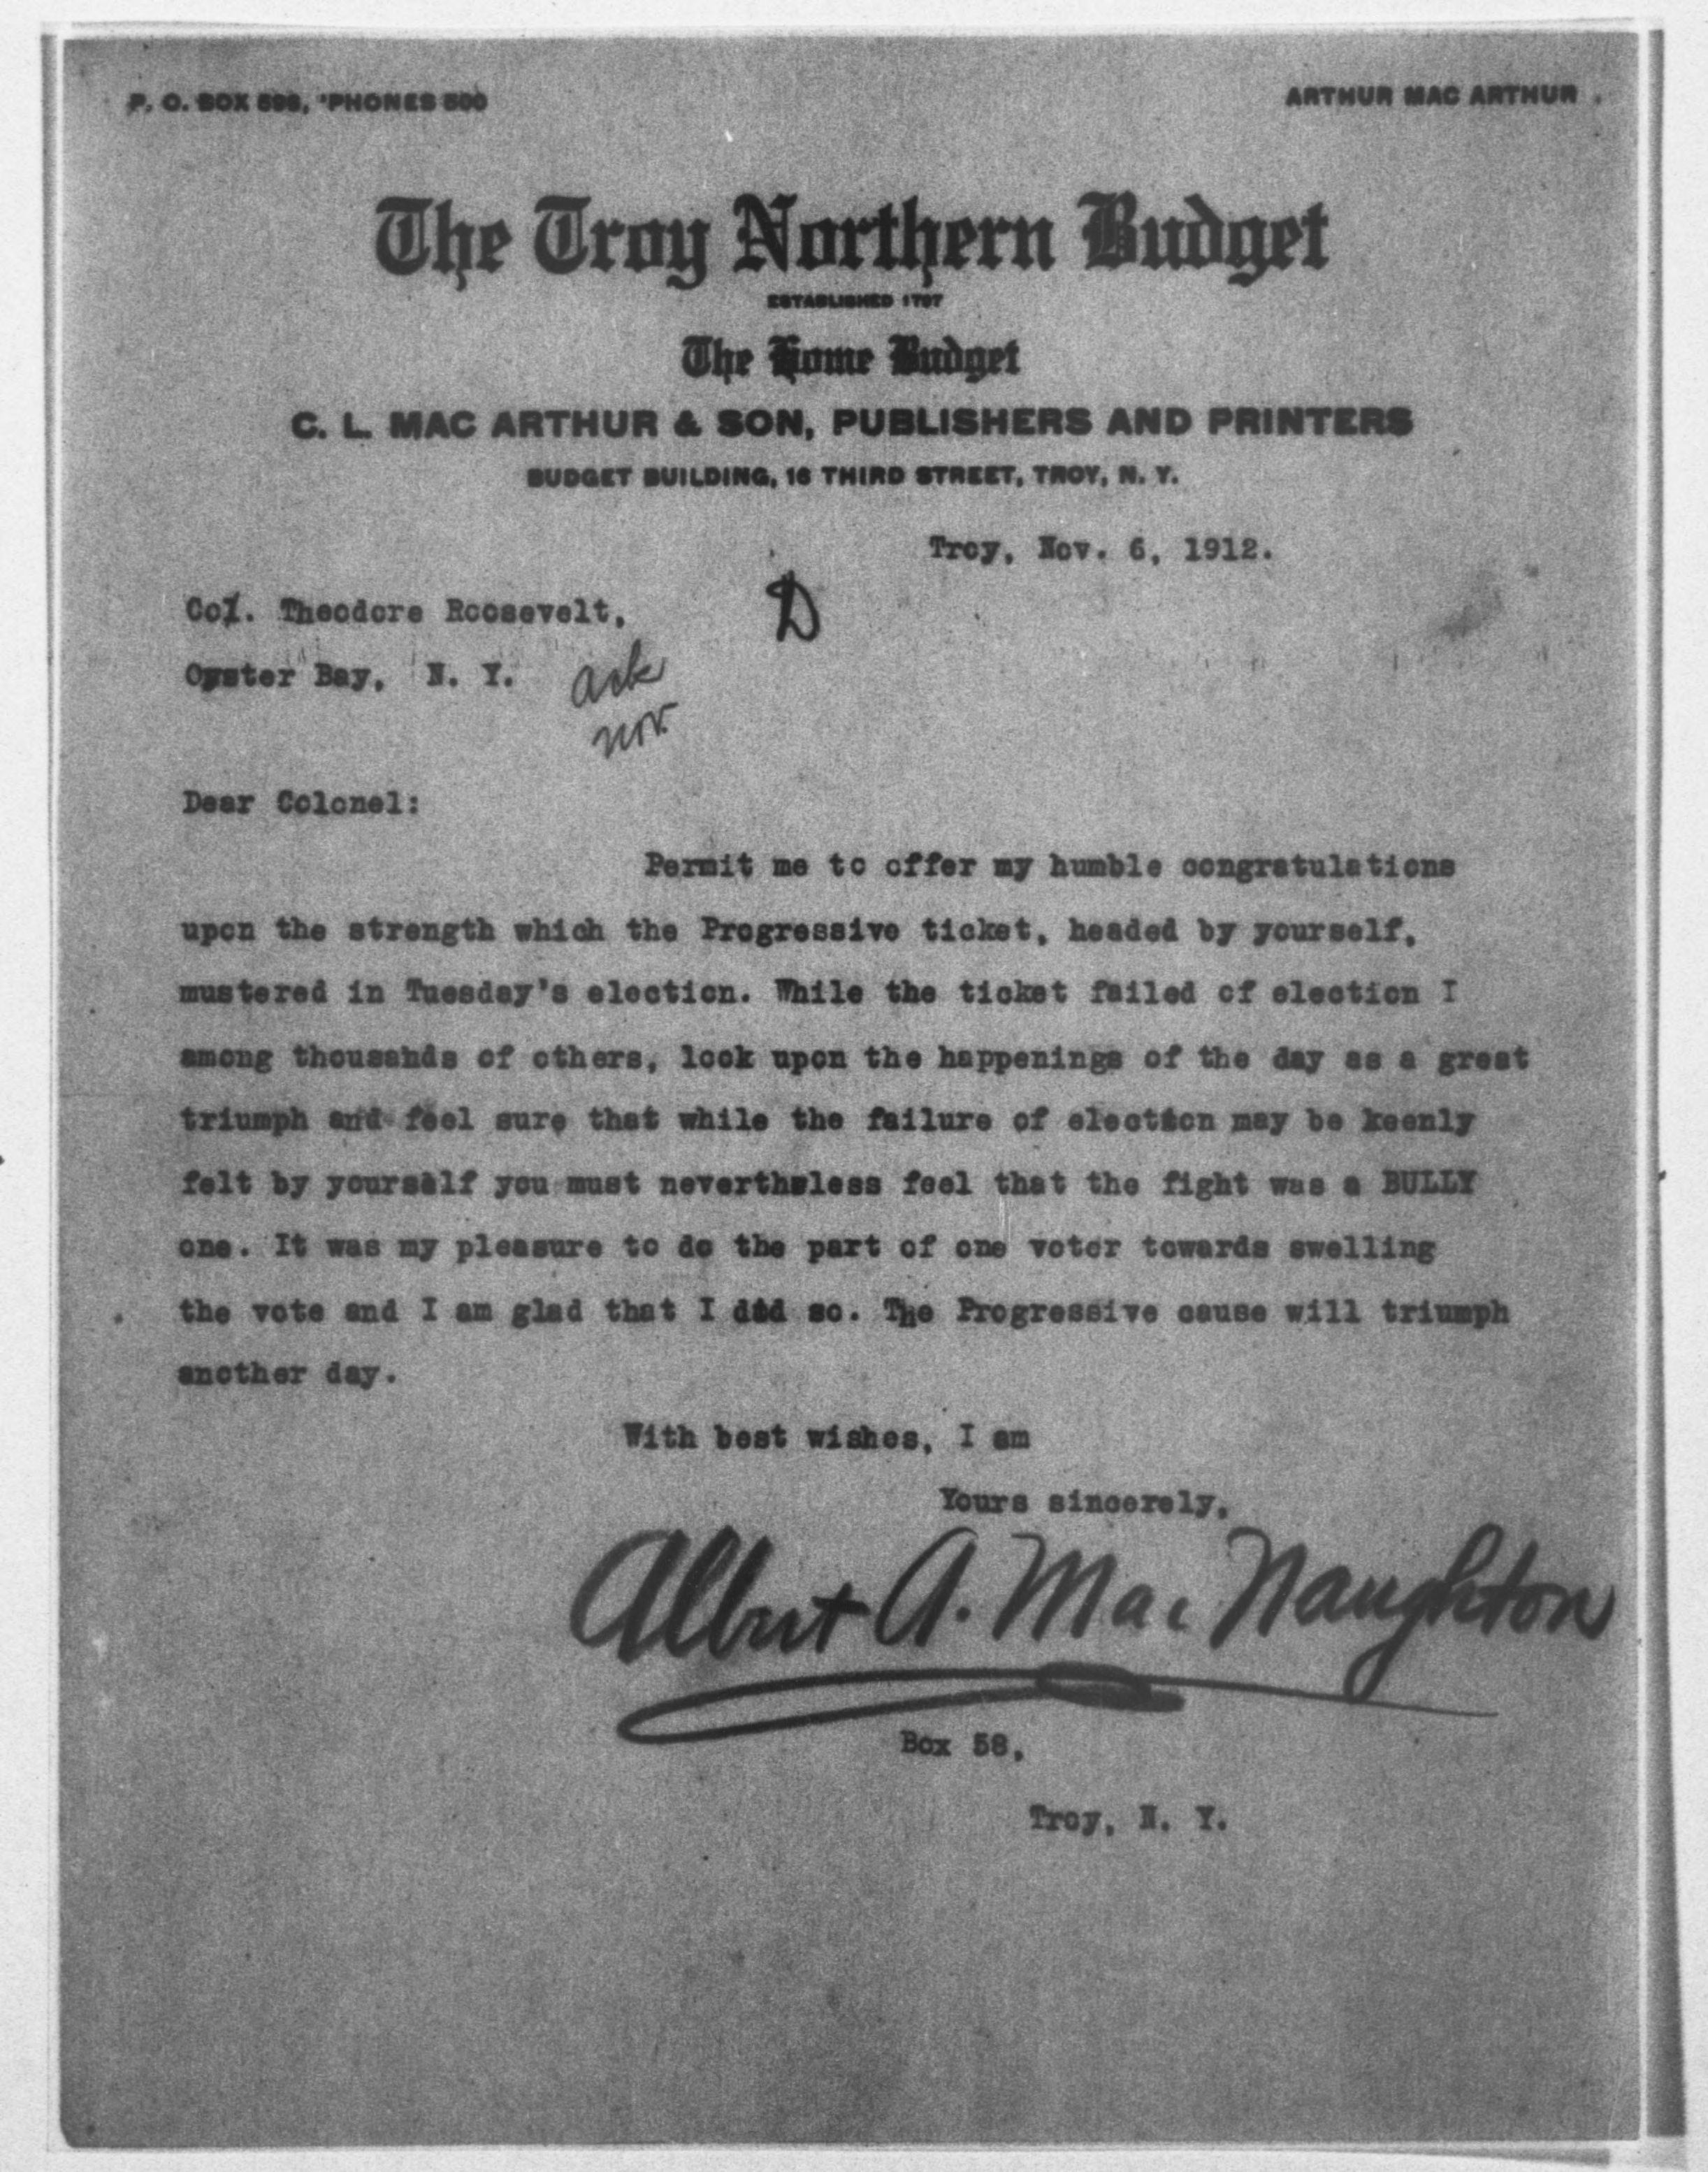 P. O. BOX 598, 'PHONES 500
ARTHUR MAC ARTHUR
The Troy Northern Budget
ESTABLISHED 1797
The Home Budget
C. L. MAC ARTHUR & SON, PUBLISHERS AND PRINTERS
BUDGET BUILDING, 16 THIRD STREET, TROY, N. Y.
Troy, Nov. 6, 1912.
Col. Theodore Roosevelt,
D
Oyster Bay, N. Y.
ack
nov.
Dear Colonel:
Permit me to offer my humble congratulations
upon the strength which the Progressive ticket, headed by yourself,
mustered in Tuesday's election. While the ticket failed of election I
among thousands of others, look upon the happenings of the day as a great
triumph and feel sure that while the failure of election may be keenly
felt by yourself you must nevertheless feel that the fight was a BULLY
one. It was my pleasure to do the part of one voter towards swelling
the vote and I am glad that I did so. The Progressive cause will triumph
another day.
With best wishes, I am
Yours sincerely,
Albert A. Mac Naughton
Box 58,
Troy, N. Y.